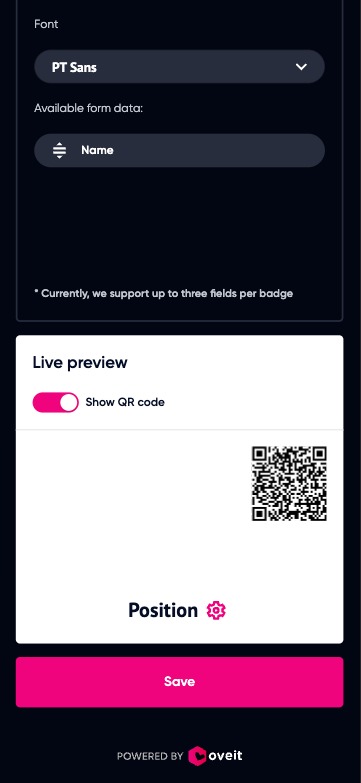 Font
PT Sans
Available form data:
Name
* Currently, we support up to three fields per badge
Live preview
Show QR code
Position
Save
POWERED BY oveit